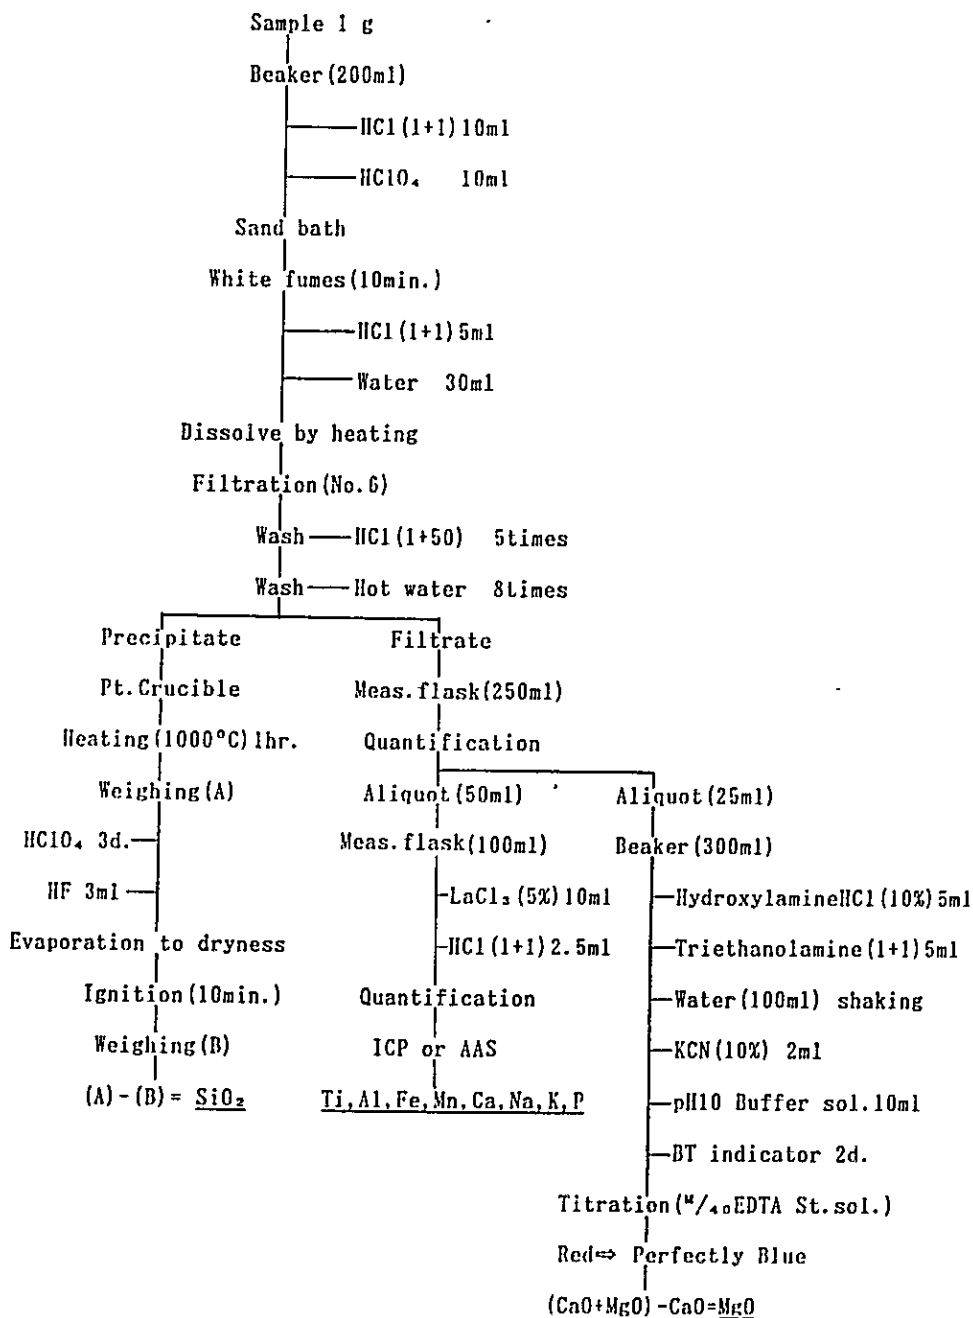 Sample 1 g
Beaker(200ml)
HCl(1+1)10ml
HClO₄ 10ml
Sand bath
White fumes(10min.)
HCl(1+1)5ml
Water 30ml
Dissolve by heating
Filtration(No.6)
Wash HCl(1+50) 5times
Wash Hot water 8times
Precipitate
Pt.Crucible
Heating(1000°C)1hr.
Weighing(A)
HClO₄ 3d.
HF 3ml
Evaporation to dryness
Ignition(10min.)
Weighing(B)
(A)-(B)= SiO₂
Filtrate
Meas.flask(250ml)
Quantification
Aliquot(50ml)
Meas.flask(100ml)
LaCl₃(5%)10ml
HCl(1+1)2.5ml
Quantification
ICP or AAS
Ti,Al,Fe,Mn,Ca,Na,K,P
Aliquot(25ml)
Beaker(300ml)
HydroxylamineHCl(10%)5ml
Triethanolamine(1+1)5ml
Water(100ml) shaking
KCN(10%) 2ml
pH10 Buffer sol.10ml
BT indicator 2d.
Titration(ᴹ/₄₀EDTA St.sol.)
Red⇒ Perfectly Blue
(CaO+MgO)-CaO=MgO